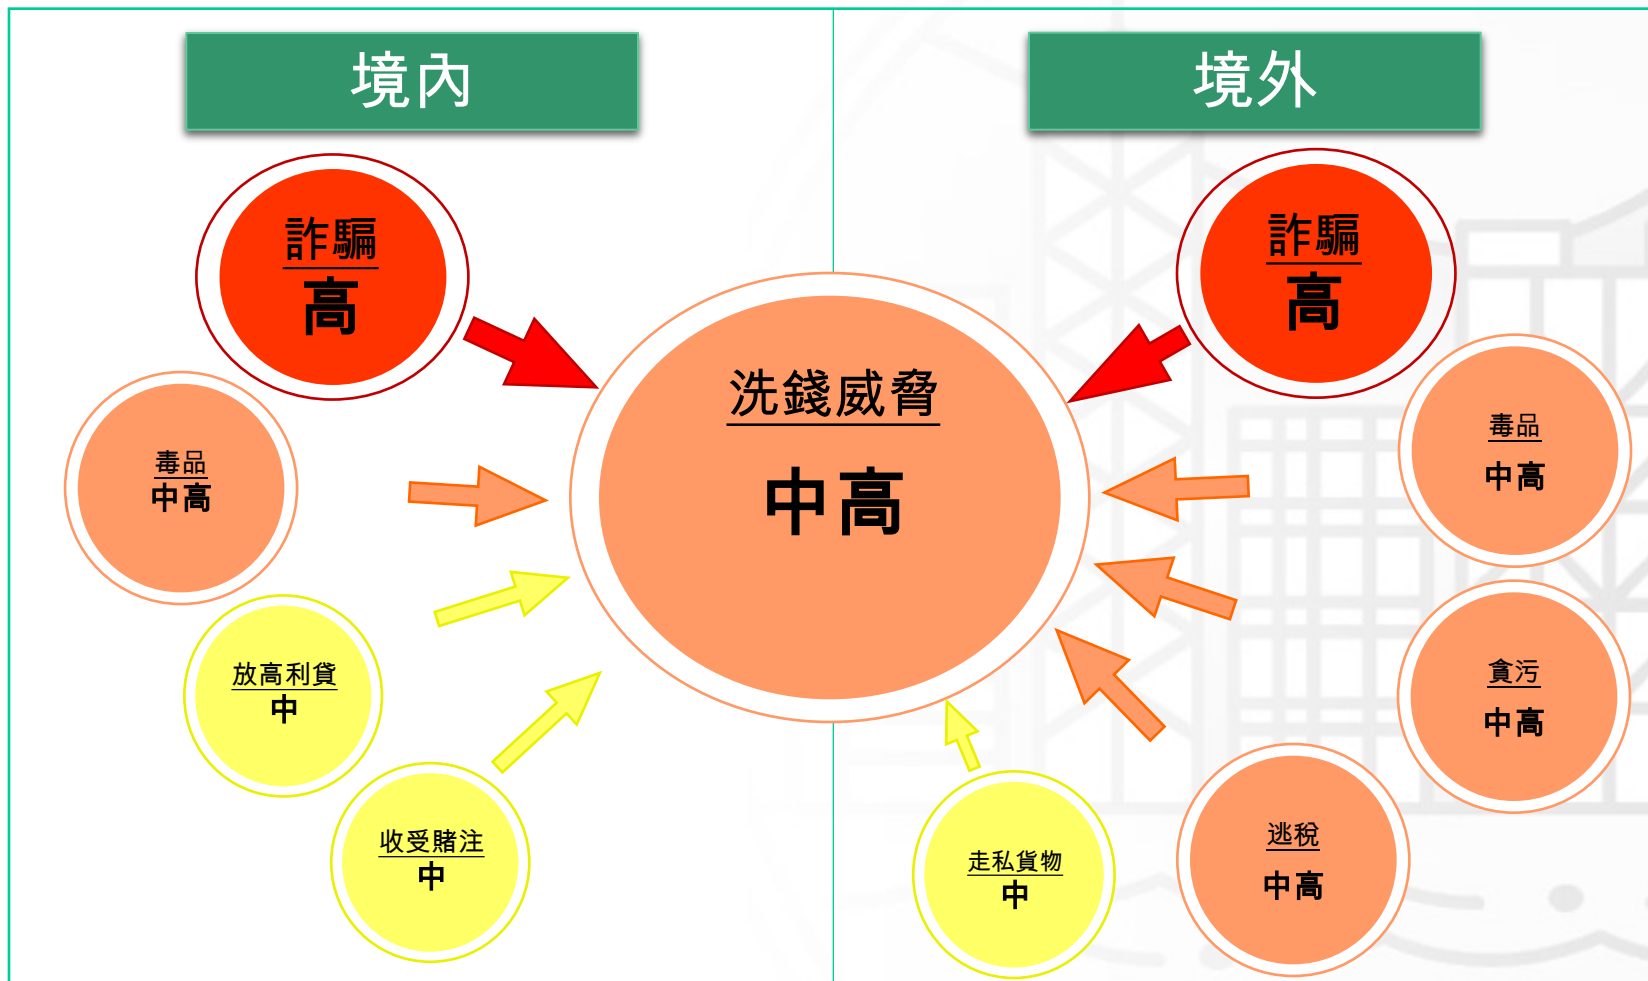 境內
境外
詐騙
高
詐騙
高
洗錢威脅
中高
毒品
中高
毒品
中高
放高利貸
中
貪污
中高
收受賭注
中
走私貨物
中
逃稅
中高